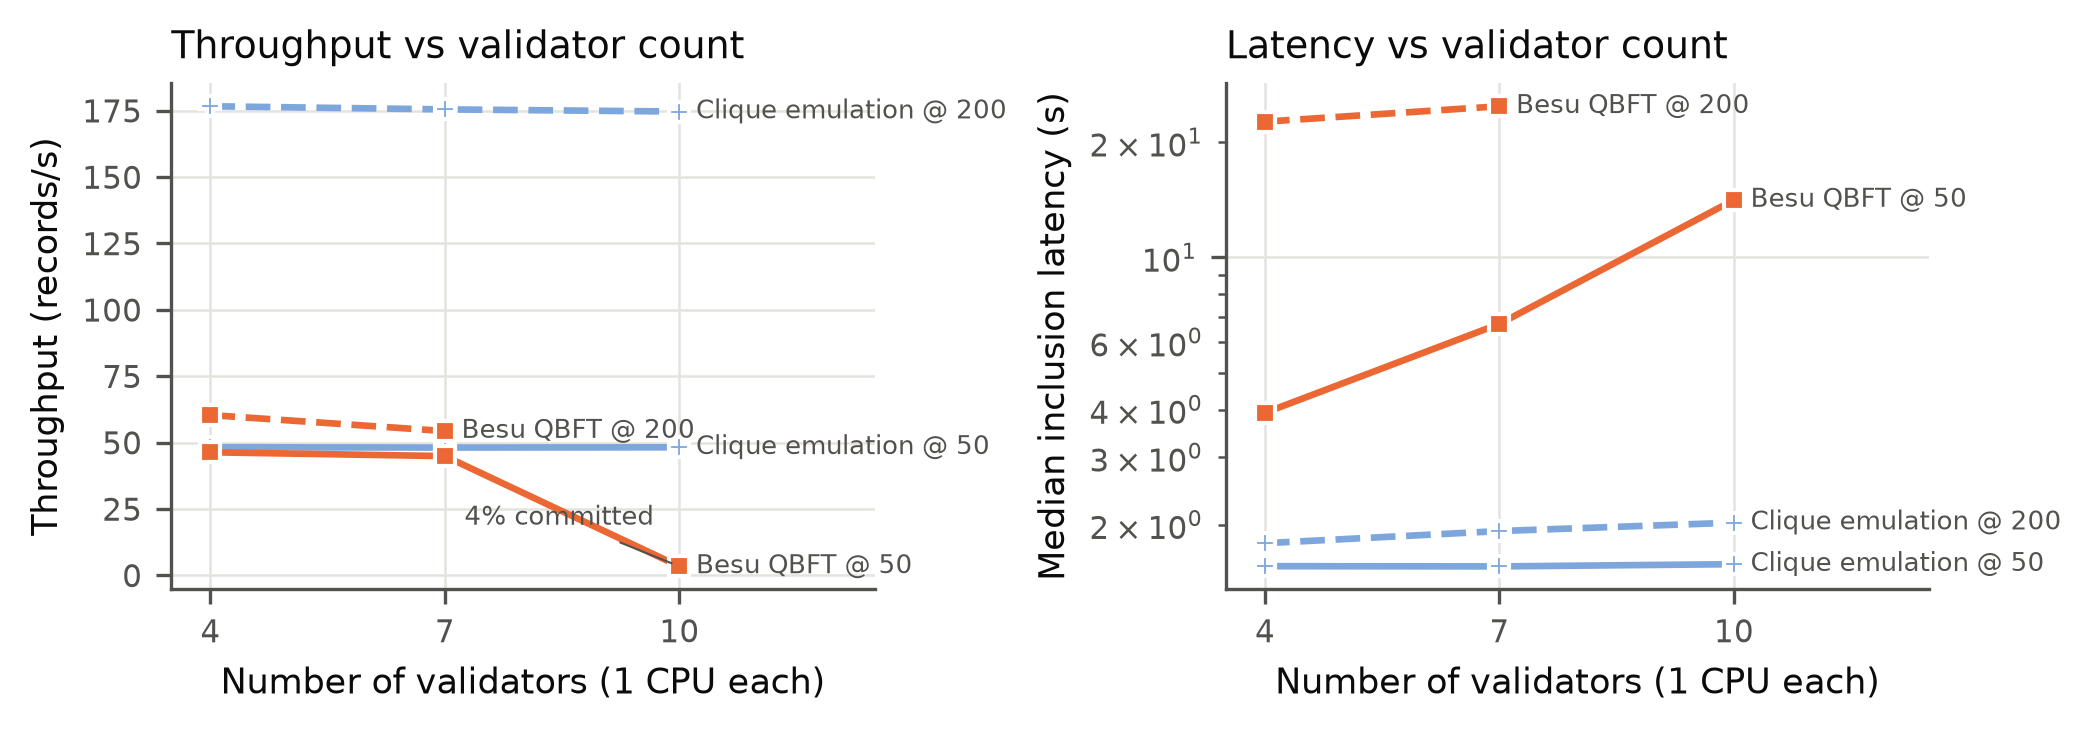 Throughput vs validator count
Throughput (records/s)
175
150
125
100
75
50
25
0
Clique emulation @ 200
Besu QBFT @ 200
Clique emulation @ 50
4% committed
Besu QBFT @ 50
4
7
10
Number of validators (1 CPU each)
Latency vs validator count
Median inclusion latency (s)
2 × 10¹
10¹
6 × 10⁰
4 × 10⁰
3 × 10⁰
2 × 10⁰
Besu QBFT @ 200
Besu QBFT @ 50
Clique emulation @ 200
Clique emulation @ 50
4
7
10
Number of validators (1 CPU each)